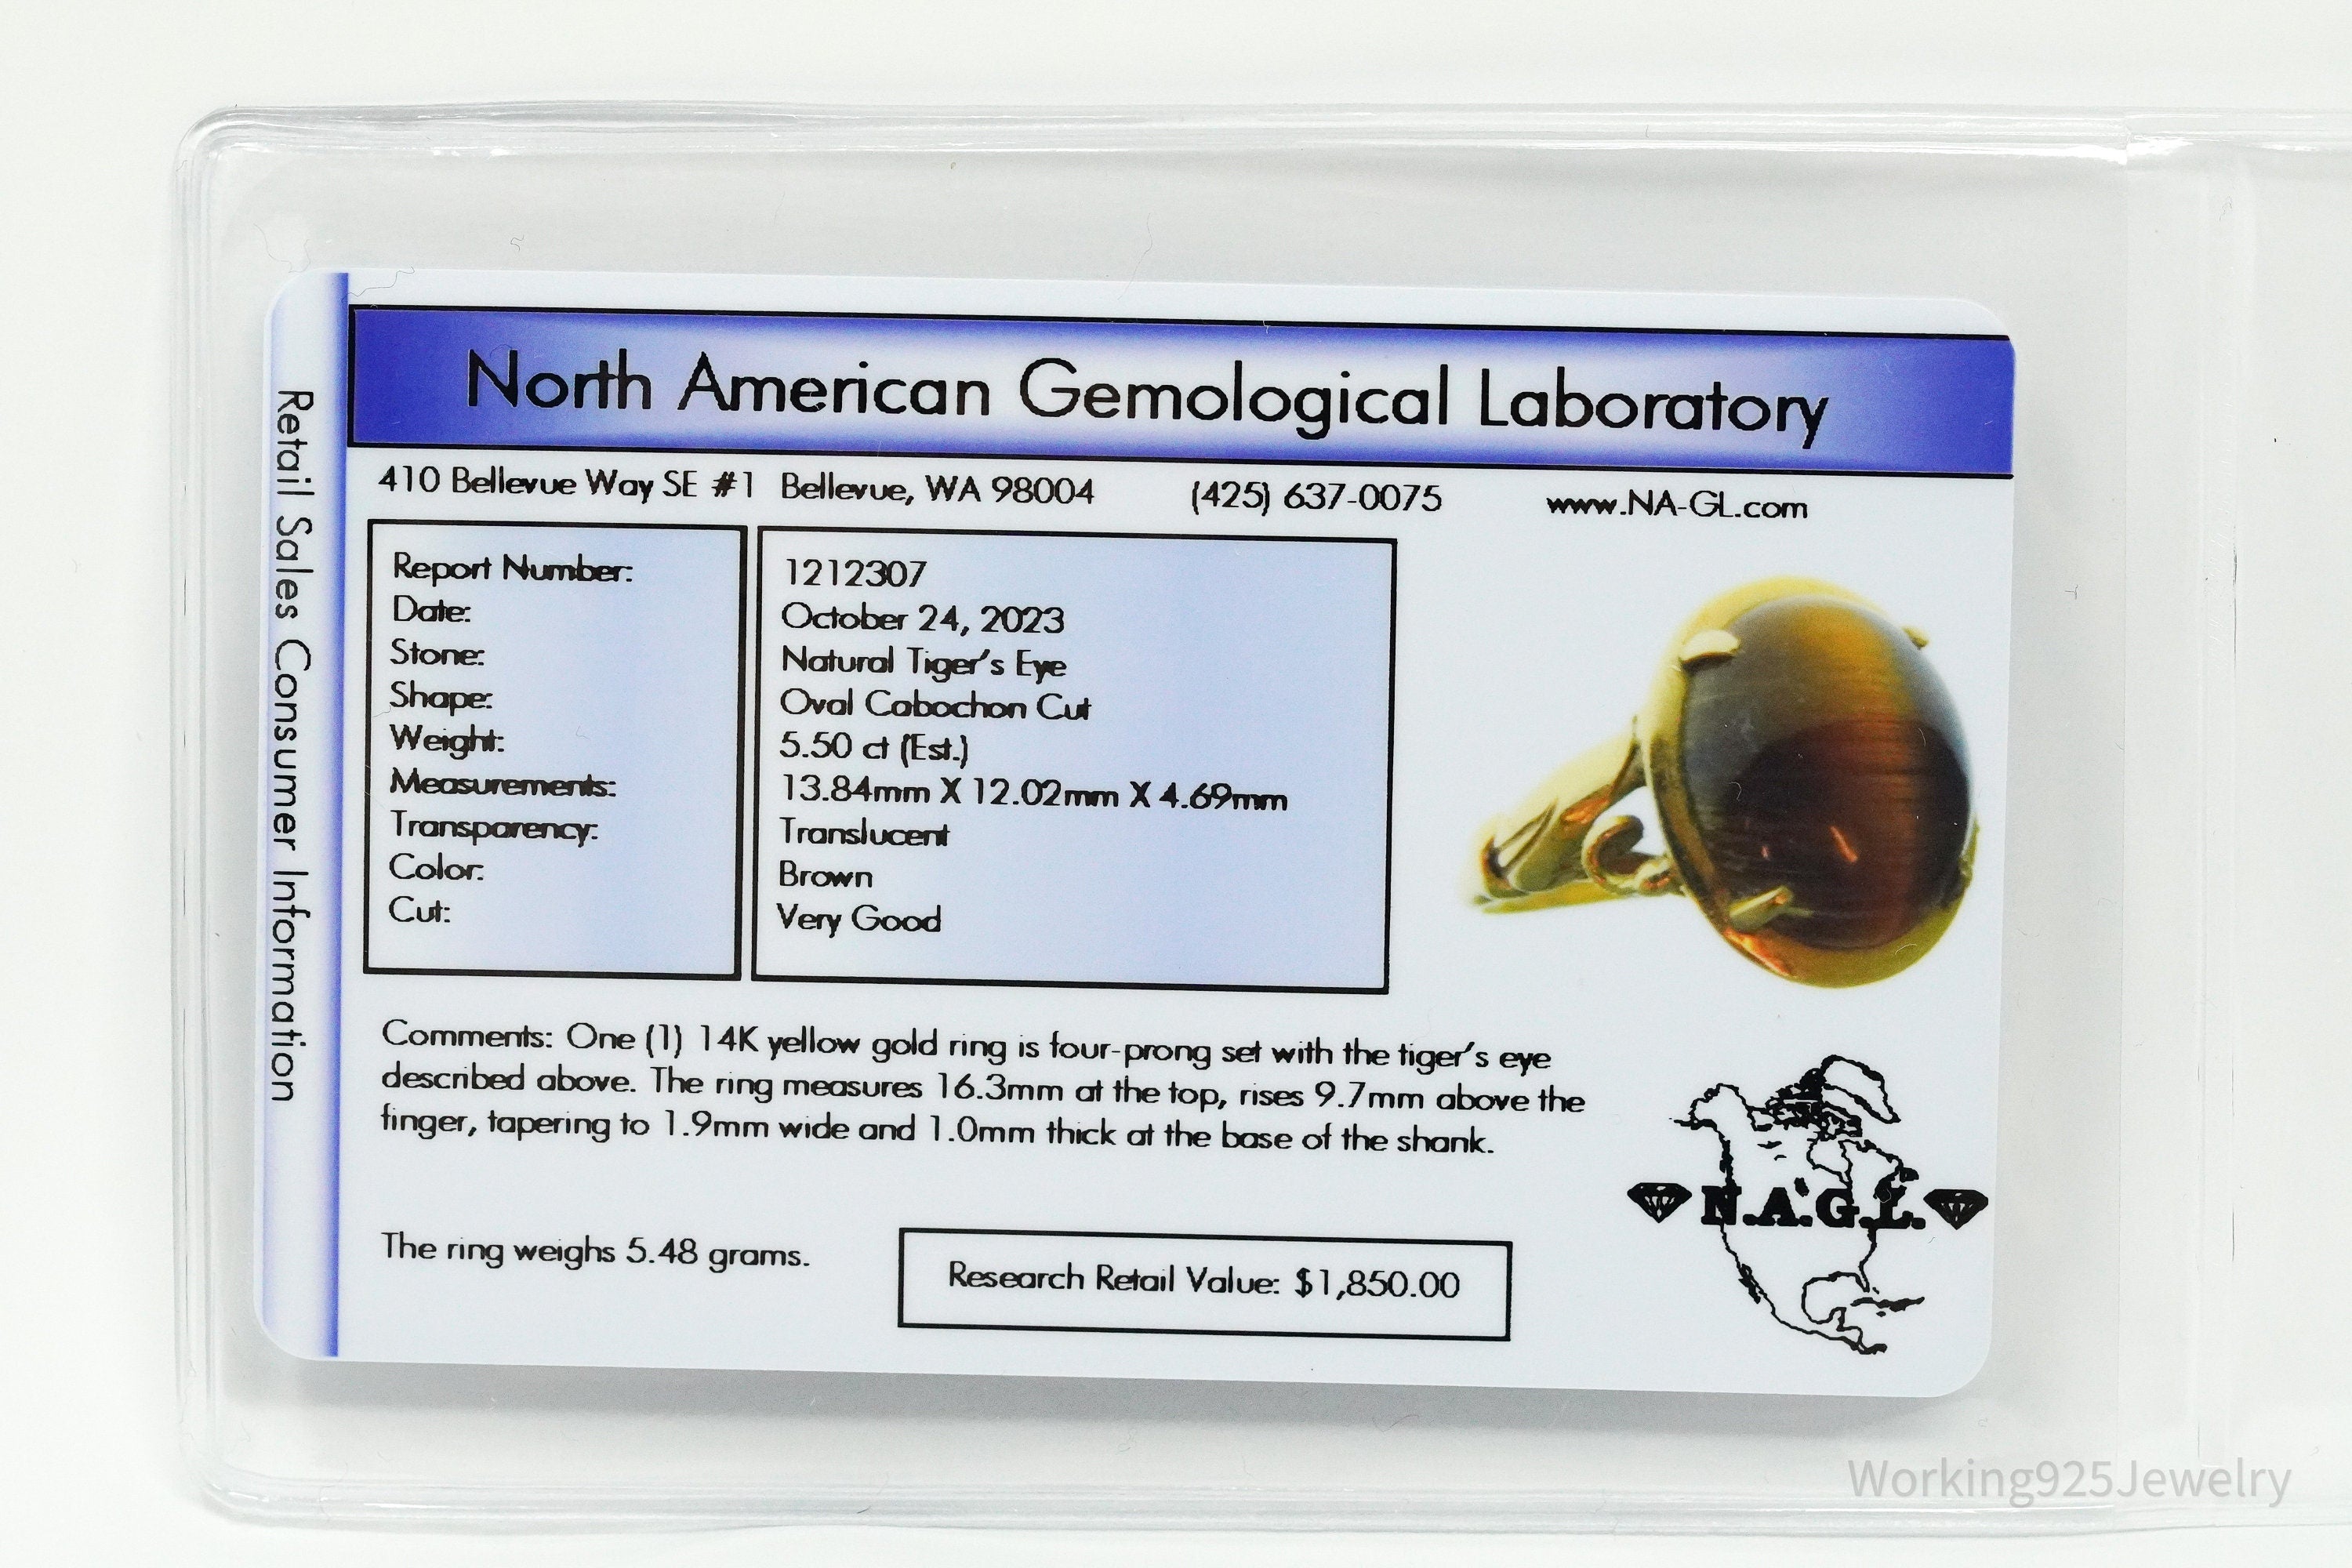 North American Gemological Laboratory
410 Bellevue Way SE #1 Bellevue, WA 98004 (425) 637-0075 www.NA-GL.com
Retail Sales Consumer Information
Report Number: 1212307
Date: October 24, 2023
Stone: Natural Tiger's Eye
Shape: Oval Cabochon Cut
Weight: 5.50 ct (Est.)
Measurements: 13.84mm X 12.02mm X 4.69mm
Transparency: Translucent
Color: Brown
Cut: Very Good
Comments: One (1) 14K yellow gold ring is four-prong set with the tiger's eye
described above. The ring measures 16.3mm at the top, rises 9.7mm above the
finger, tapering to 1.9mm wide and 1.0mm thick at the base of the shank.
N.A.G.L.
The ring weighs 5.48 grams.
Research Retail Value: $1,850.00
Working925Jewelry